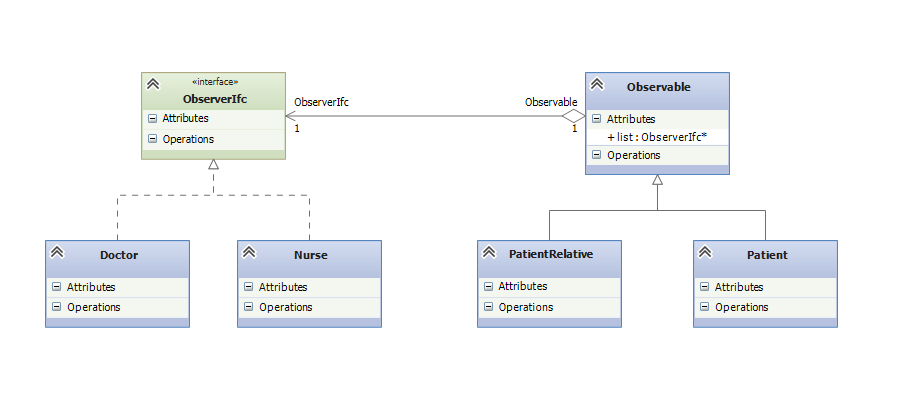 «interface»
ObserverIfc
Attributes
Operations
ObserverIfc
1
Observable
1
Observable
Attributes
+ list : ObserverIfc*
Operations
Doctor
Attributes
Operations
Nurse
Attributes
Operations
PatientRelative
Attributes
Operations
Patient
Attributes
Operations